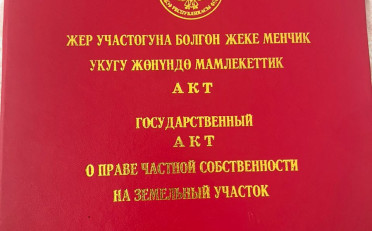 ЖЕР УЧАСТОГУНА БОЛГОН ЖЕКЕ МЕНЧИК
УКУГУ ЖӨНҮНДӨ МАМЛЕКЕТТИК
АКТ
ГОСУДАРСТВЕННЫЙ
АКТ
О ПРАВЕ ЧАСТНОЙ СОБСТВЕННОСТИ
НА ЗЕМЕЛЬНЫЙ УЧАСТОК